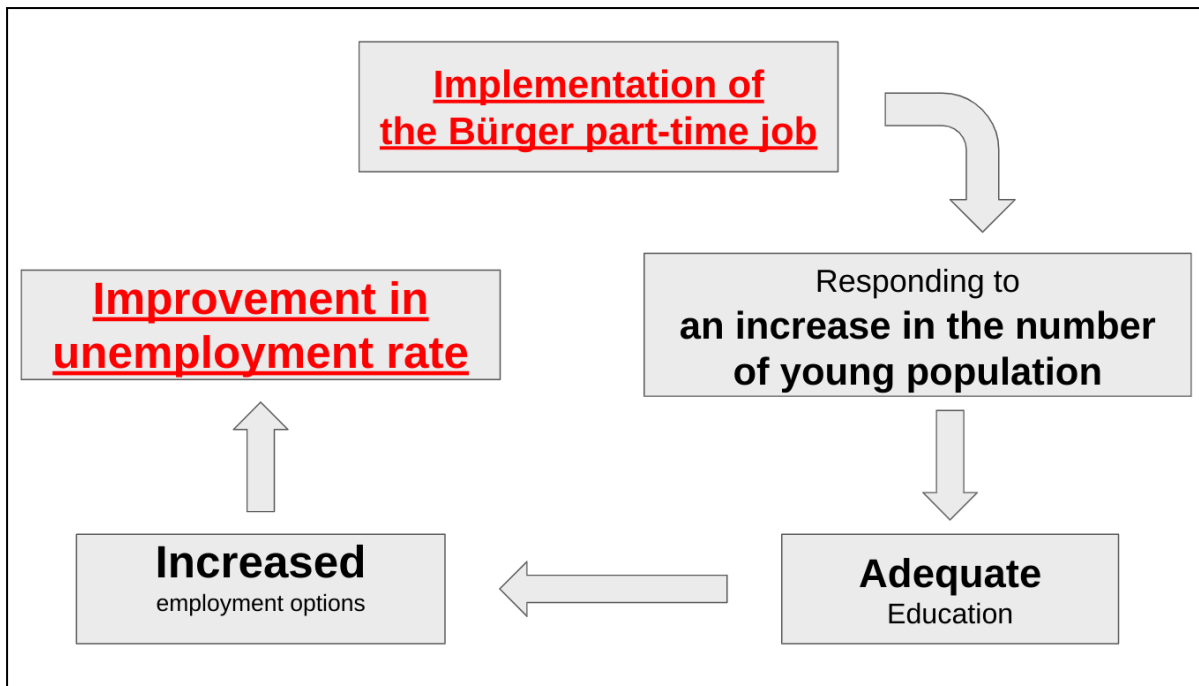 Implementation of
the Bürger part-time job
Responding to
an increase in the number
of young population
Adequate
Education
Increased
employment options
Improvement in
unemployment rate